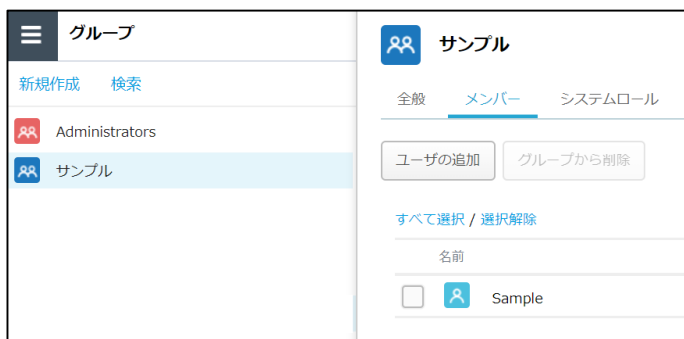 グループ
新規作成 検索
Administrators
サンプル
サンプル
全般 メンバー システムロール
ユーザの追加 グループから削除
すべて選択 / 選択解除
名前
Sample